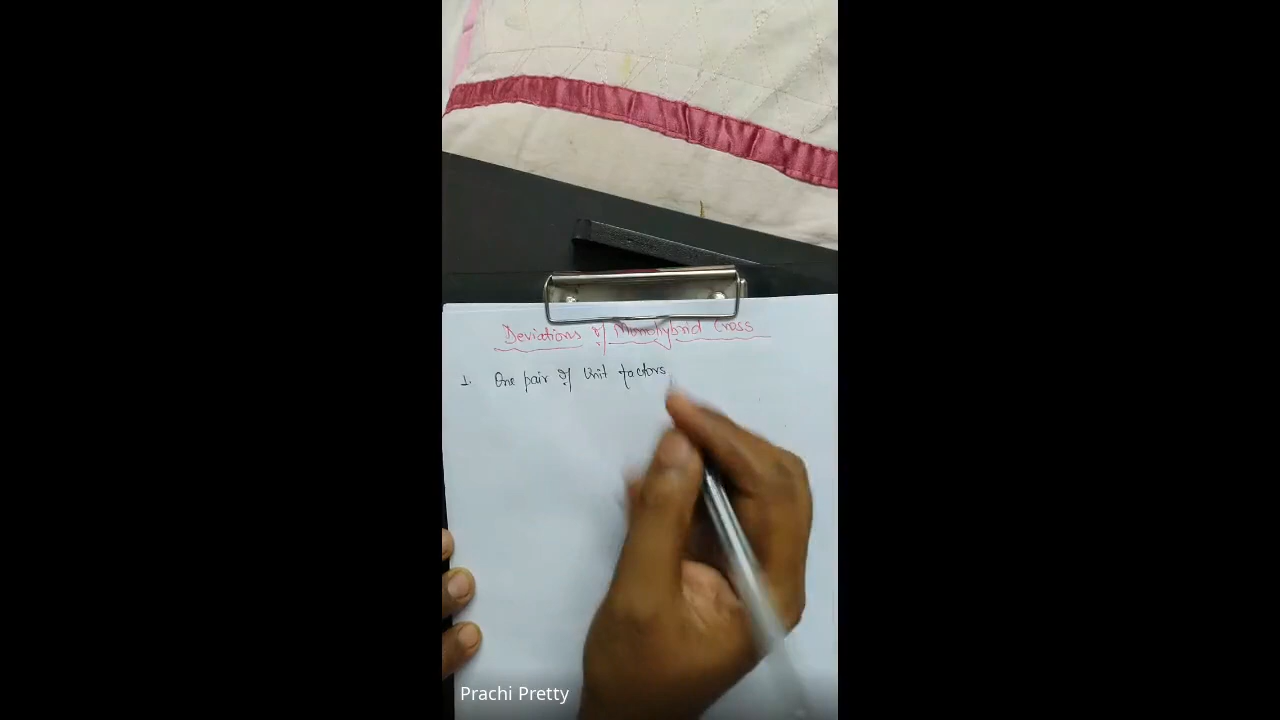 Deviations of Monohybrid Cross
1. One pair of Unit factors
Prachi Pretty